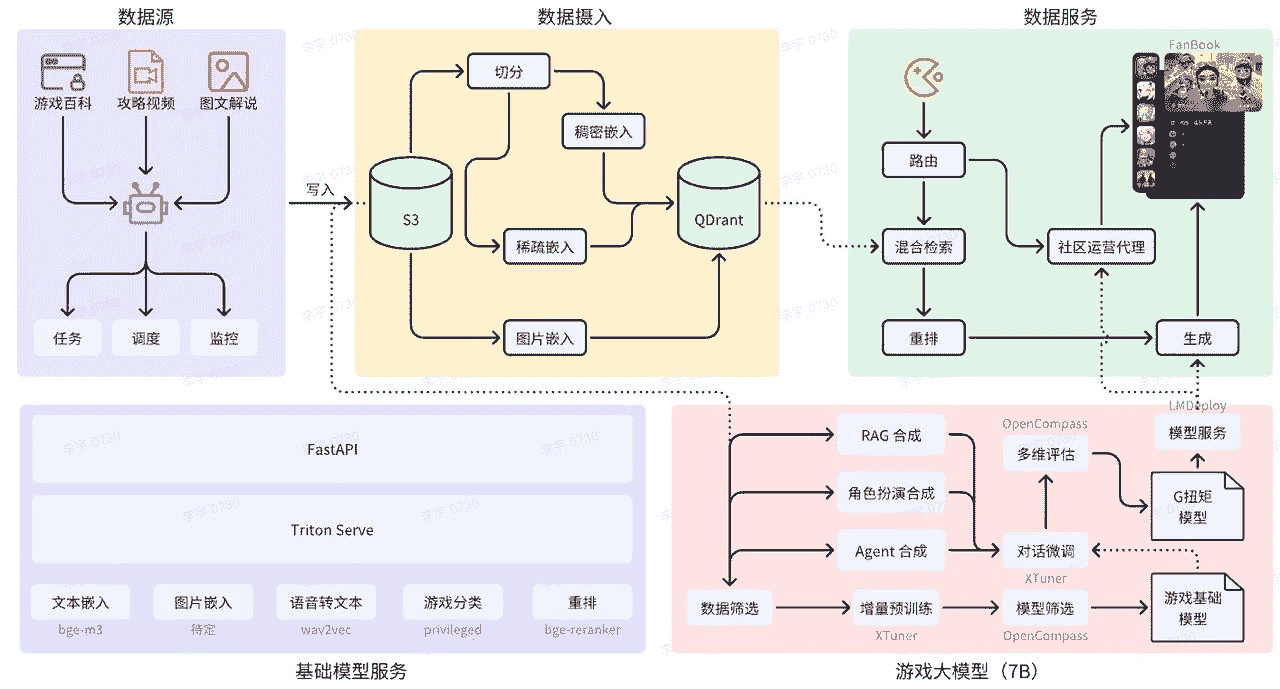 数据源
游戏百科
攻略视频
图文解说
任务
调度
监控
数据摄入
写入
S3
切分
稠密嵌入
稀疏嵌入
图片嵌入
QDrant
数据服务
FanBook
路由
混合检索
社区运营代理
重排
生成
FastAPI
Triton Serve
文本嵌入
bge-m3
图片嵌入
待定
语音转文本
wav2vec
游戏分类
privileged
重排
bge-reranker
基础模型服务
RAG 合成
角色扮演合成
Agent 合成
数据筛选
增量预训练
XTuner
模型筛选
OpenCompass
OpenCompass
多维评估
对话微调
XTuner
LMDeploy
模型服务
G扭矩
模型
游戏基础
模型
游戏大模型（7B）
李宇 0730